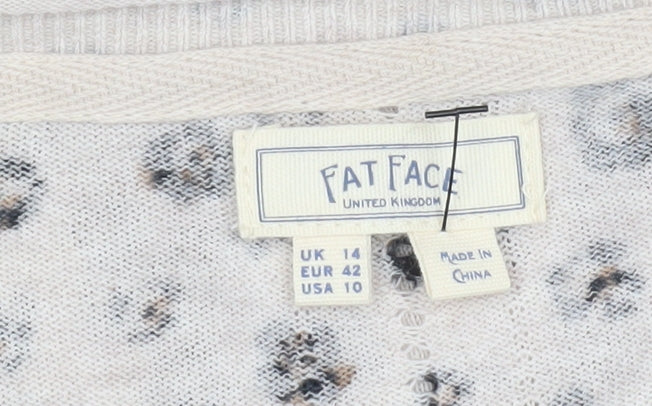 FAT FACE
UNITED KINGDOM
UK 14
EUR 42
USA 10
MADE IN
CHINA